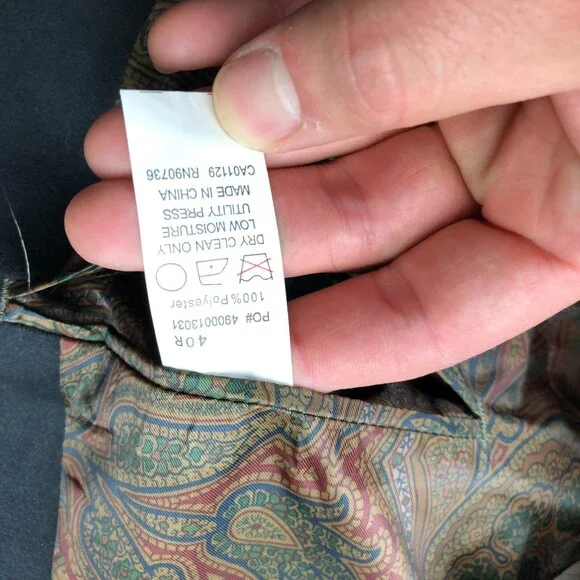 40R
PO# 4900013031
100% Polyester
DRY CLEAN ONLY
LOW MOISTURE
UTILITY PRESS
MADE IN CHINA
CA01129 RN90736